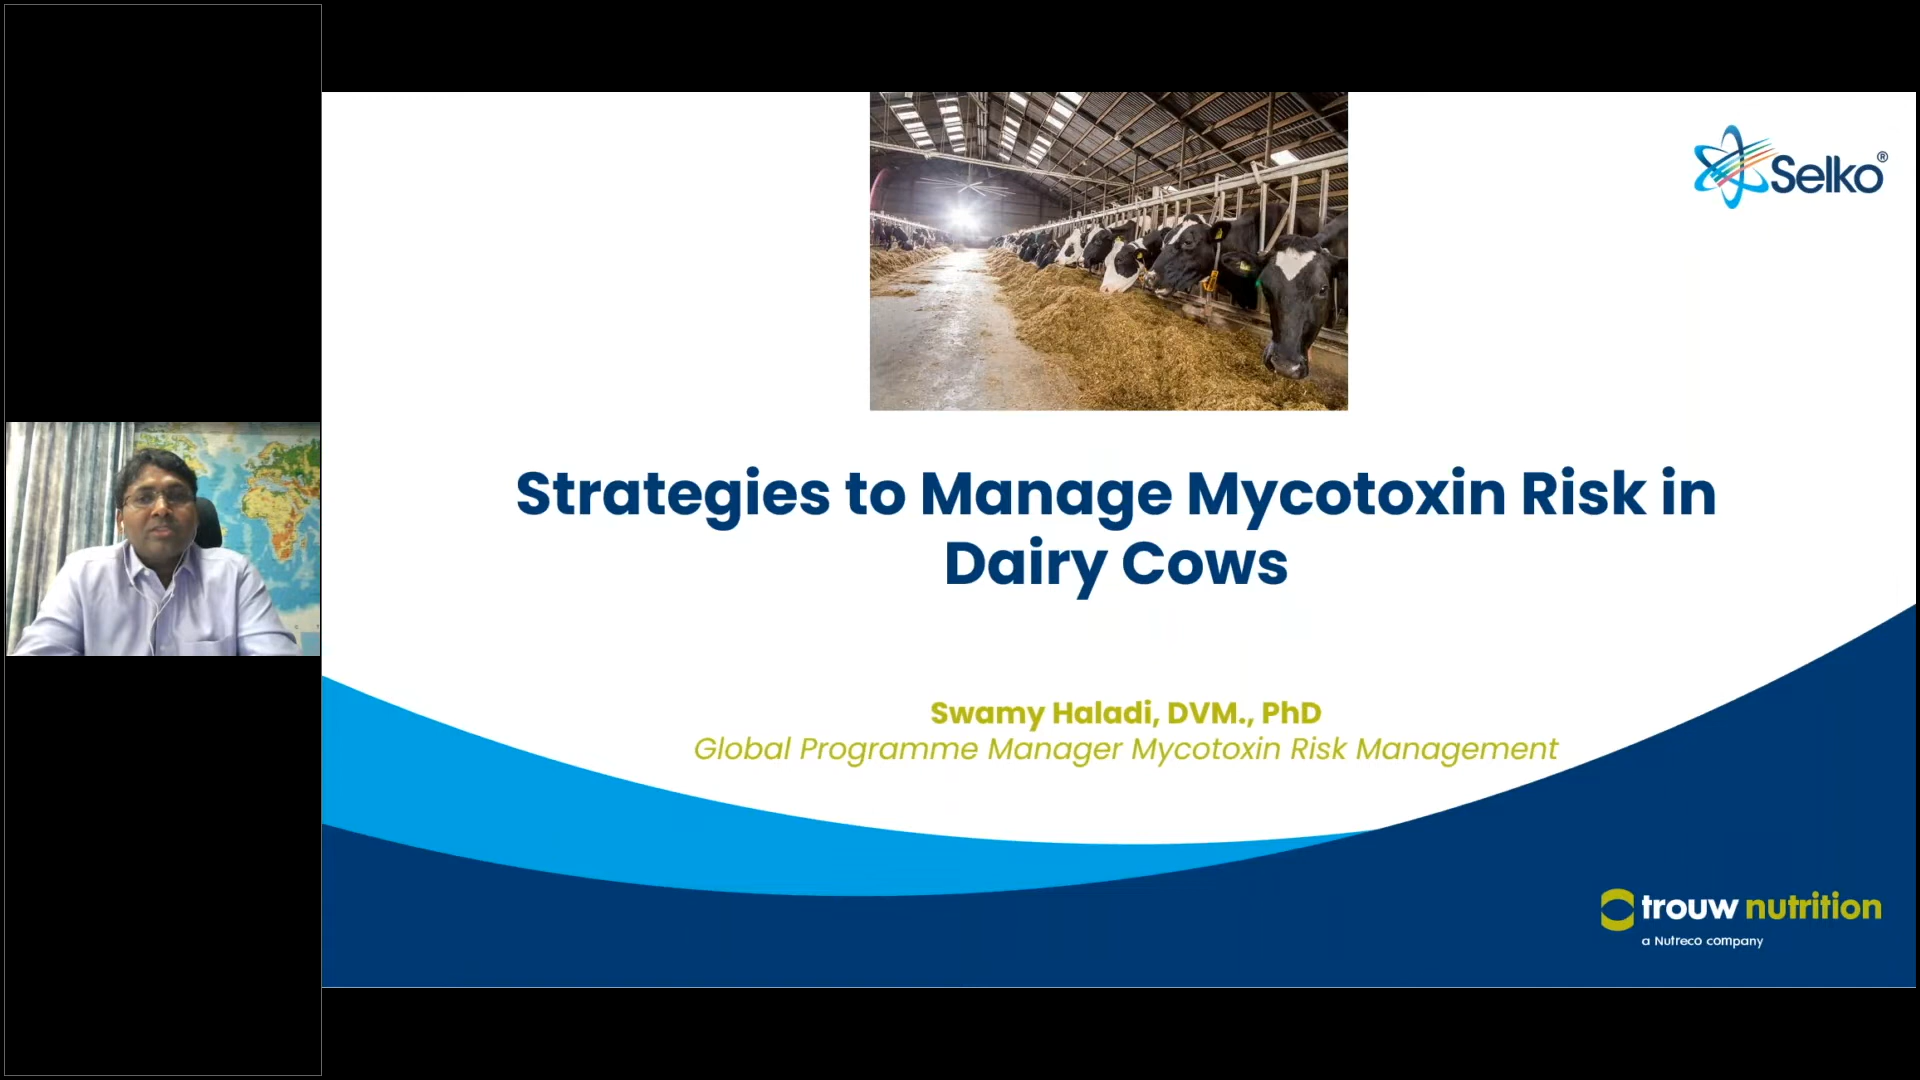 Selko®
Strategies to Manage Mycotoxin Risk in
Dairy Cows
Swamy Haladi, DVM., PhD
Global Programme Manager Mycotoxin Risk Management
trouw nutrition
a Nutreco company